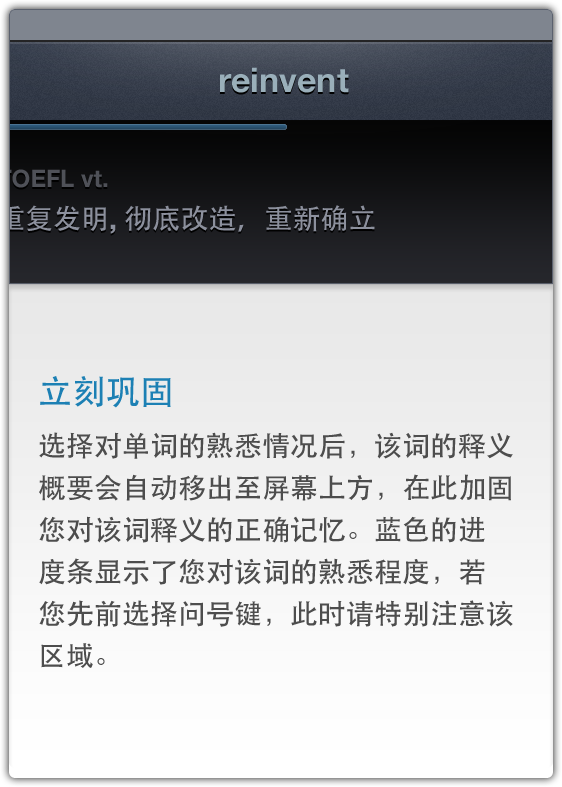 reinvent
TOEFL vt.
重复发明, 彻底改造，重新确立
立刻巩固
选择对单词的熟悉情况后，该词的释义
概要会自动移出至屏幕上方，在此加固
您对该词释义的正确记忆。蓝色的进
度条显示了您对该词的熟悉程度，若
您先前选择问号键，此时请特别注意该
区域。